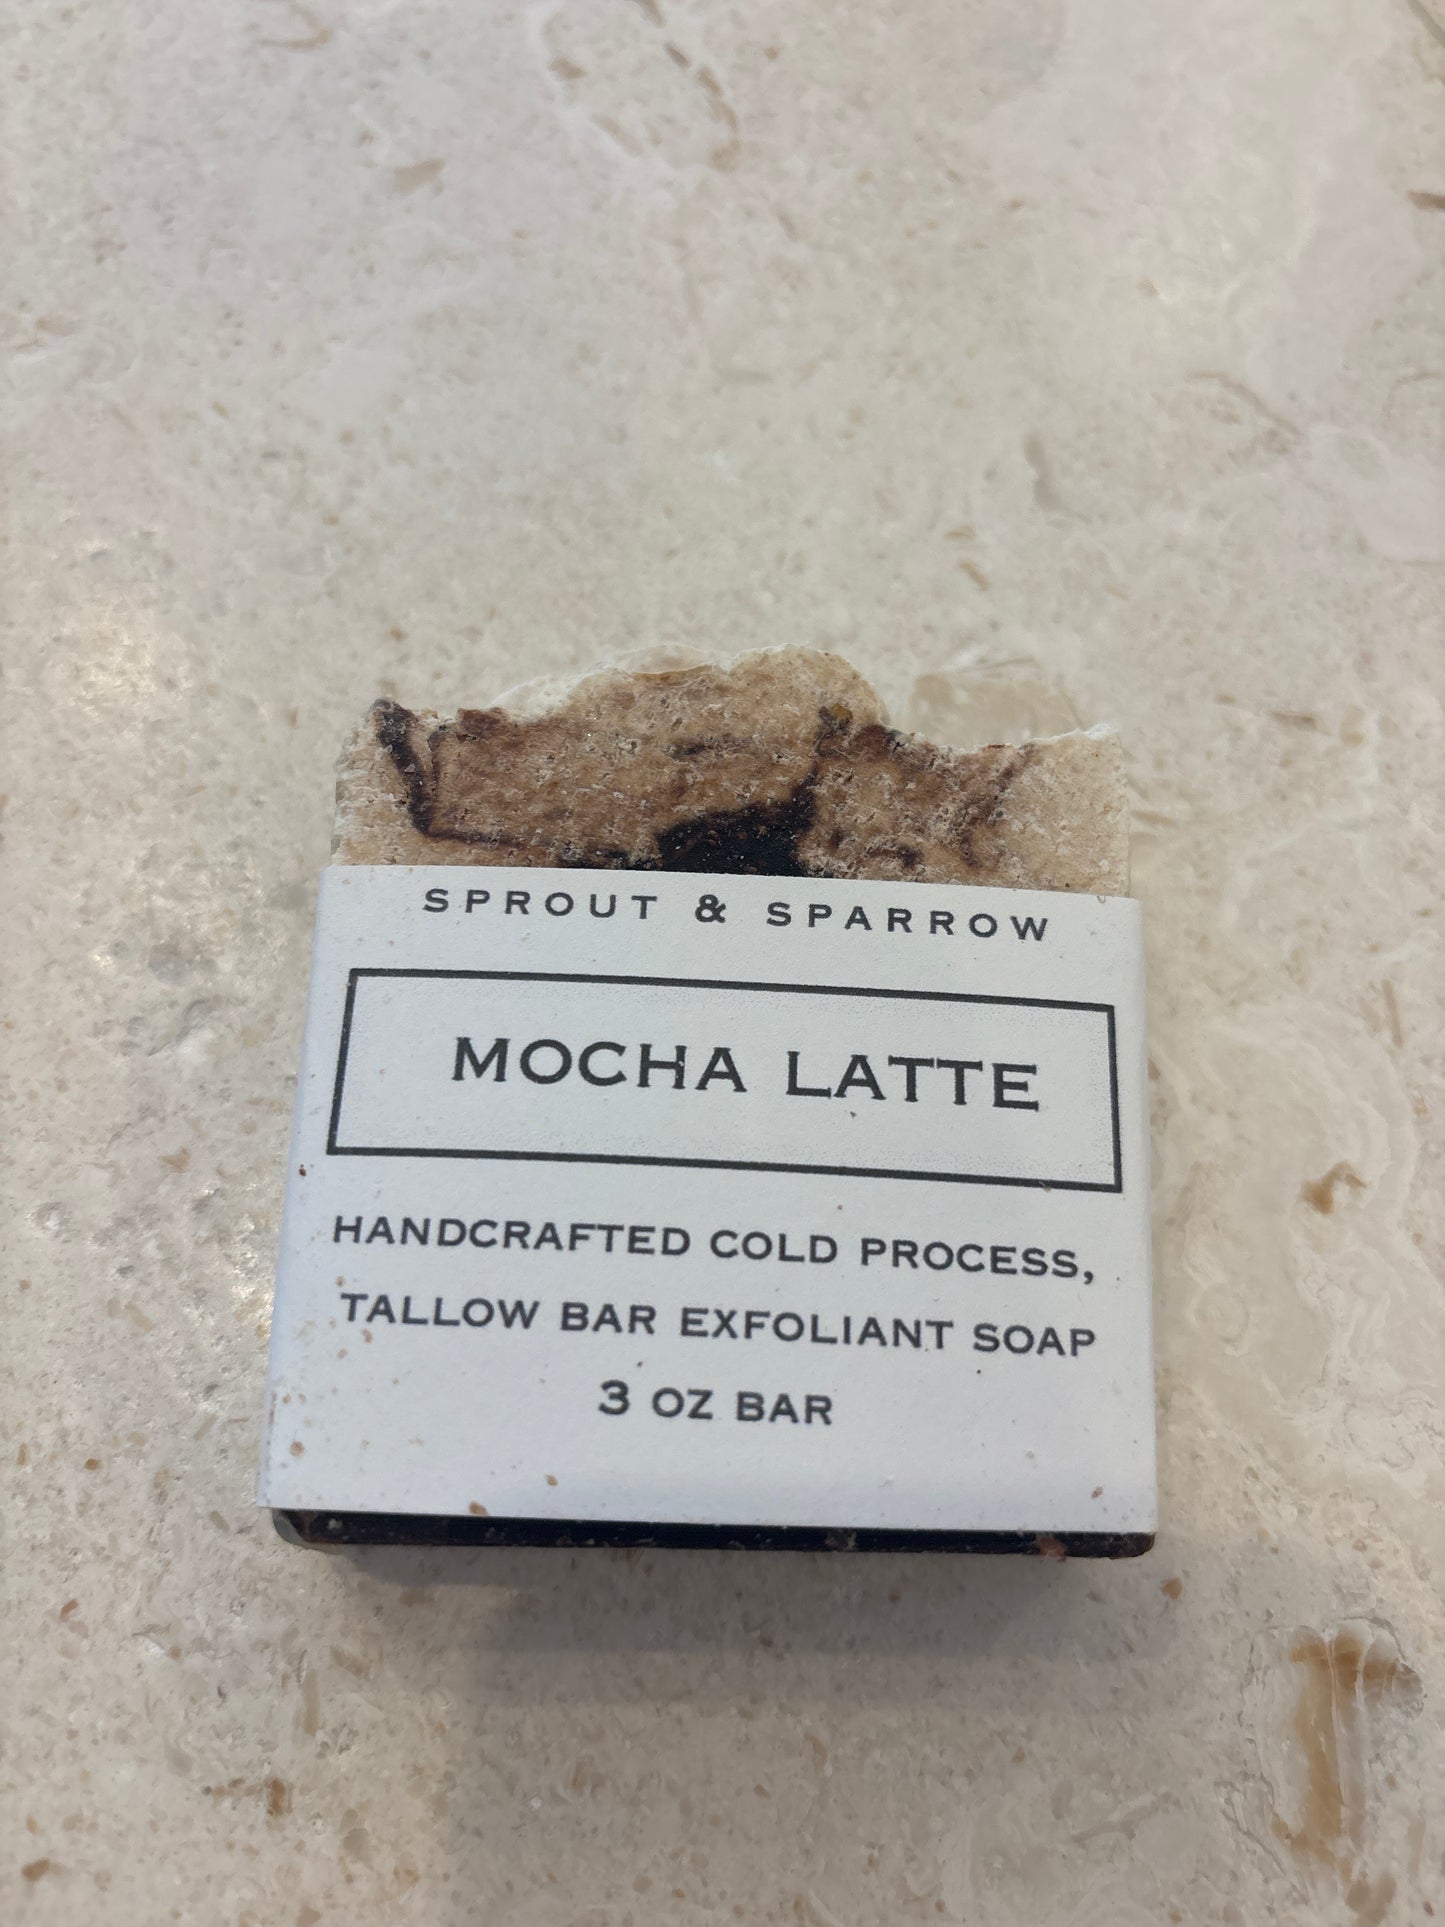 SPROUT & SPARROW
MOCHA LATTE
HANDCRAFTED COLD PROCESS,
TALLOW BAR EXFOLIANT SOAP
3 OZ BAR